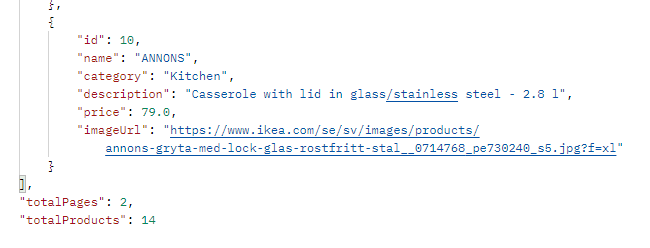 },
{
"id": 10,
"name": "ANNONS",
"category": "Kitchen",
"description": "Casserole with lid in glass/stainless steel - 2.8 l",
"price": 79.0,
"imageUrl": "https://www.ikea.com/se/sv/images/products/
annons-gryta-med-lock-glas-rostfritt-stal__0714768_pe730240_s5.jpg?f=xl"
}
],
"totalPages": 2,
"totalProducts": 14